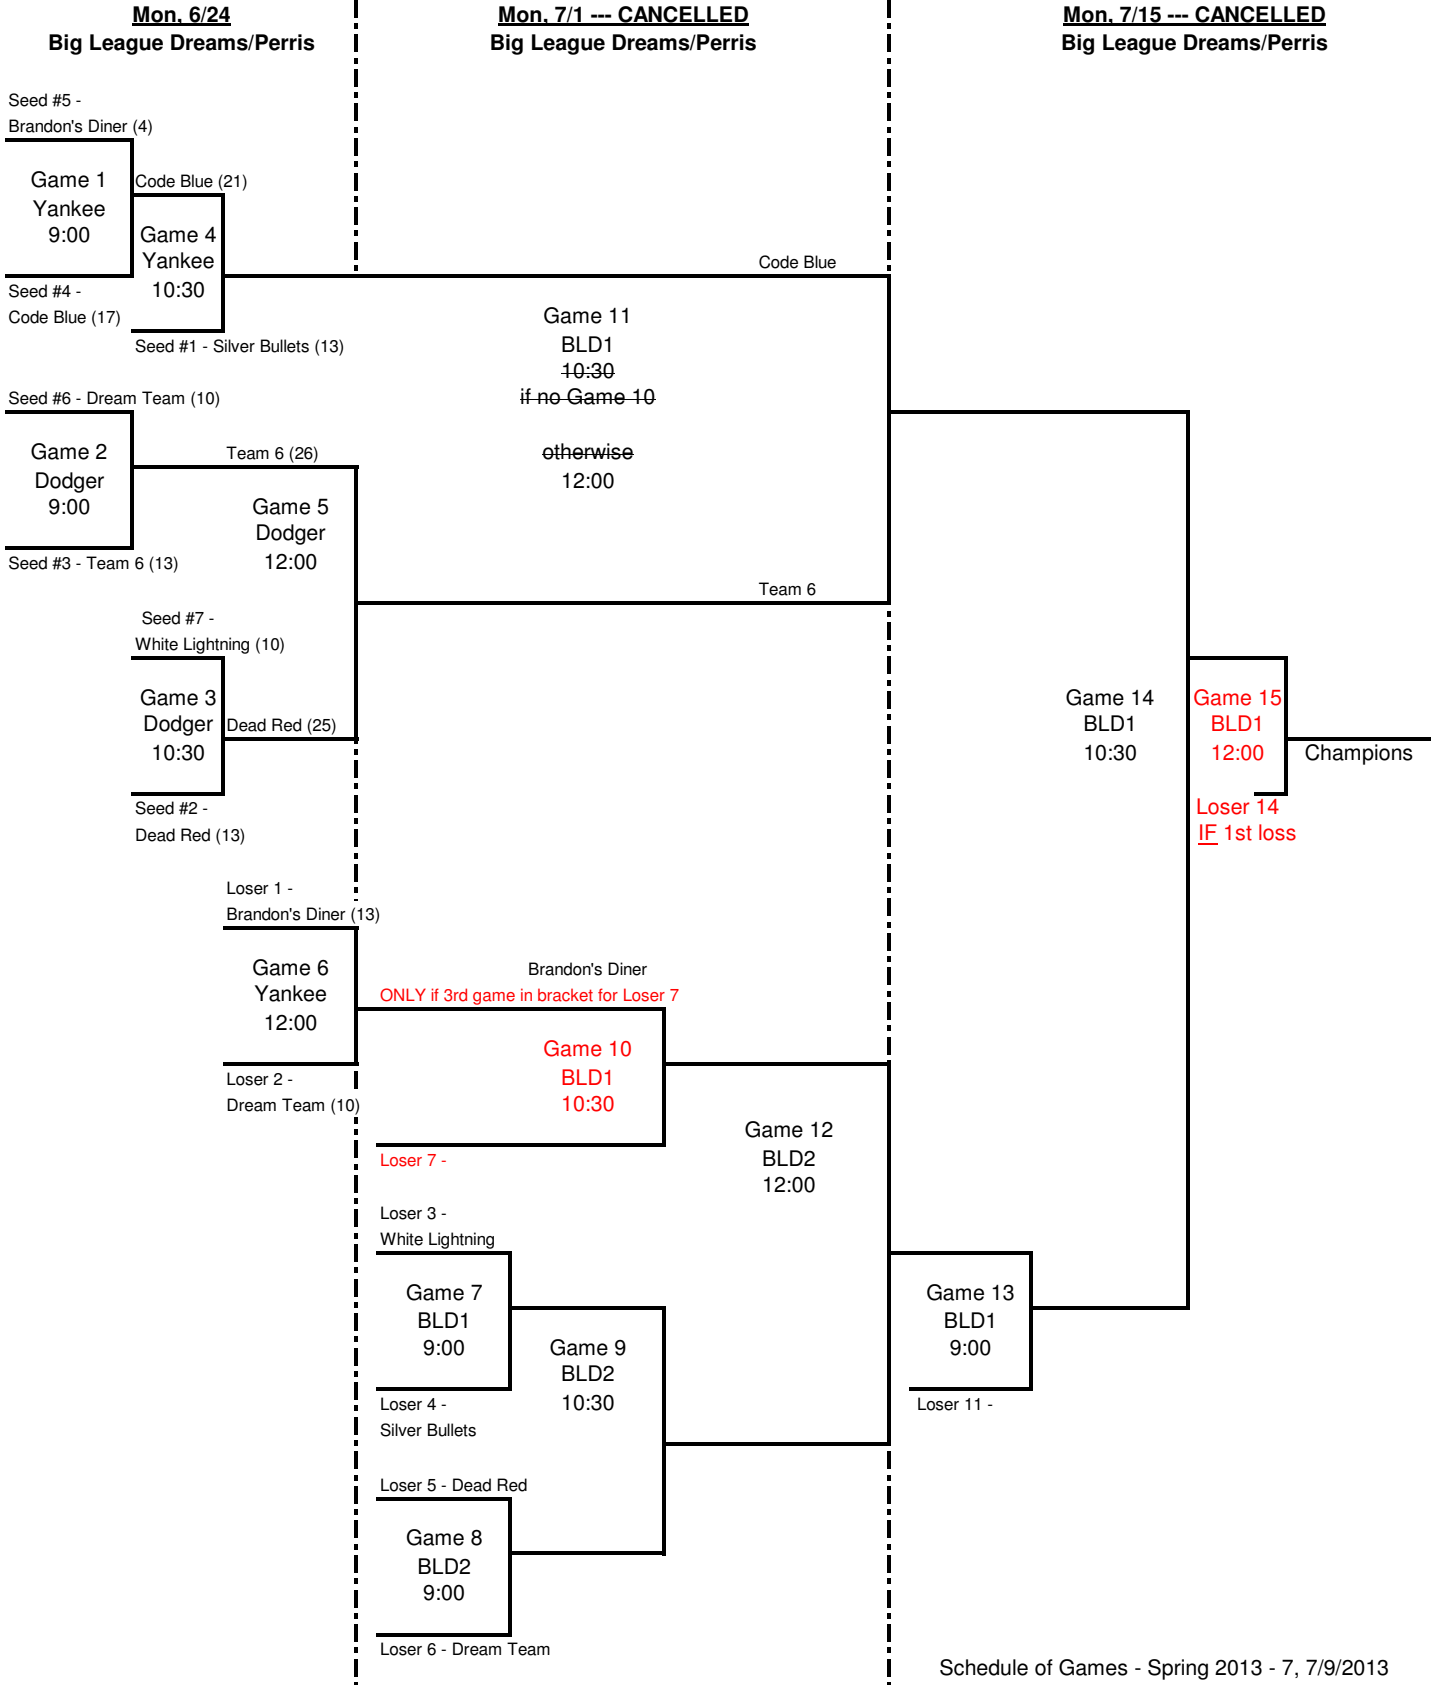 Mon, 6/24
Big League Dreams/Perris
Mon, 7/1 --- CANCELLED
Big League Dreams/Perris
Mon, 7/15 --- CANCELLED
Big League Dreams/Perris
Seed #5 -
Brandon's Diner (4)
Game 1
Yankee
9:00
Seed #4 -
Code Blue (17)
Code Blue (21)
Game 4
Yankee
10:30
Seed #1 - Silver Bullets (13)
Seed #6 - Dream Team (10)
Game 2
Dodger
9:00
Seed #3 - Team 6 (13)
Team 6 (26)
Game 5
Dodger
12:00
Seed #7 -
White Lightning (10)
Game 3
Dodger
10:30
Dead Red (25)
Seed #2 -
Dead Red (13)
Code Blue
Game 11
BLD1
10:30
if no Game 10
otherwise
12:00
Team 6
Game 14
BLD1
10:30
Game 15
BLD1
12:00
Champions
Loser 14
IF 1st loss
Loser 1 -
Brandon's Diner (13)
Game 6
Yankee
12:00
Loser 2 -
Dream Team (10)
Brandon's Diner
ONLY if 3rd game in bracket for Loser 7
Game 10
BLD1
10:30
Loser 7 -
Game 12
BLD2
12:00
Loser 3 -
White Lightning
Game 7
BLD1
9:00
Loser 4 -
Silver Bullets
Game 9
BLD2
10:30
Game 13
BLD1
9:00
Loser 11 -
Loser 5 - Dead Red
Game 8
BLD2
9:00
Loser 6 - Dream Team
Schedule of Games - Spring 2013 - 7, 7/9/2013